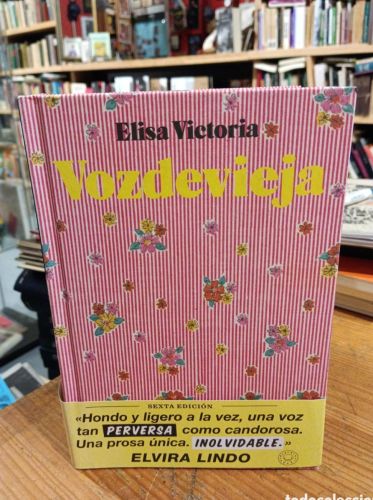 Elisa Victoria
Vozdevieja
SEXTA EDICIÓN
«Hondo y ligero a la vez, una voz
tan PERVERSA como candorosa.
Una prosa única. INOLVIDABLE.»
ELVIRA LINDO
todocoleccion